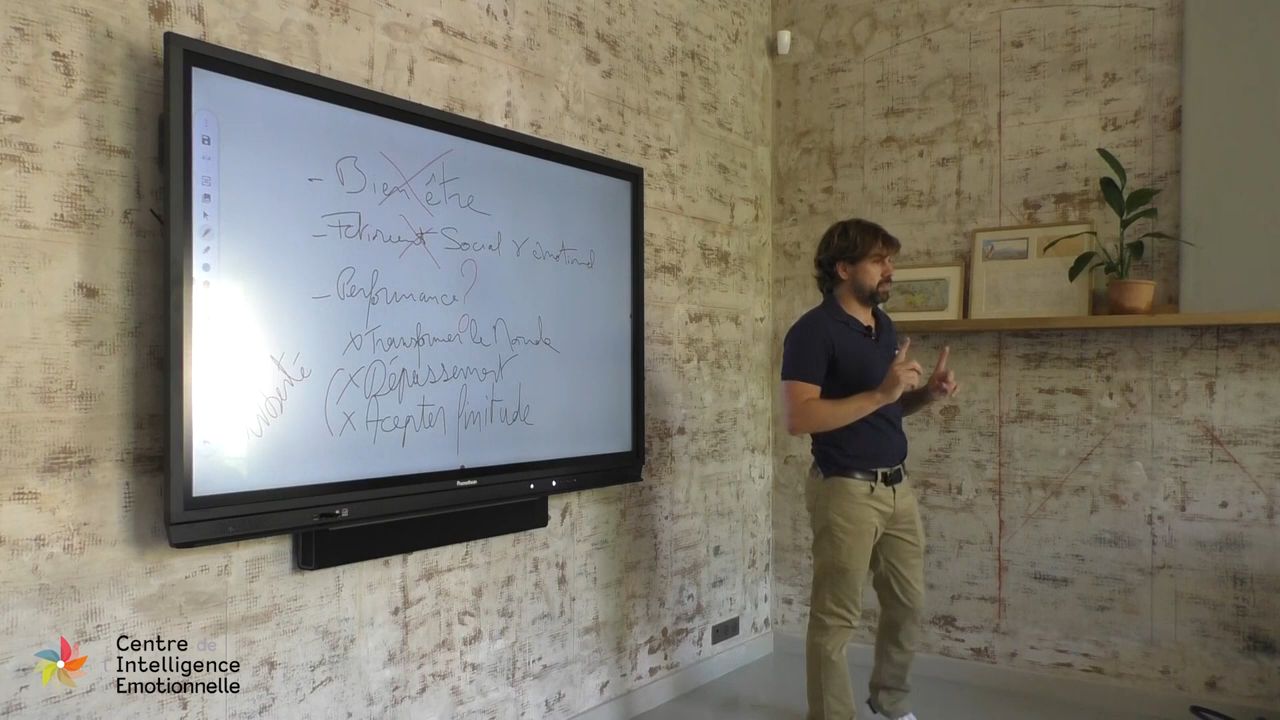 - Bien être
- Social émotionnel
- Performance?
x Transformer le Monde
(x Dépassement
(x Accepter finitude
Promethean
Centre de
Intelligence
Emotionnelle